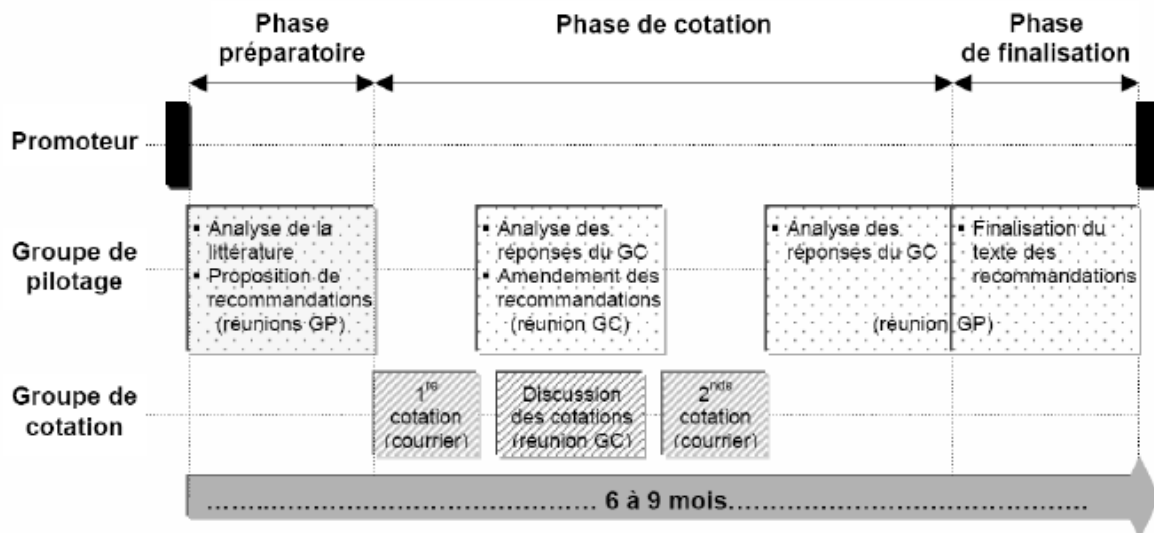 Phase
préparatoire
Phase de cotation
Phase
de finalisation
Promoteur
Groupe de
pilotage
▪ Analyse de la
littérature
▪ Proposition de
recommandations
(réunions GP)
▪ Analyse des
réponses du GC
▪ Amendement des
recommandations
(réunion GC)
▪ Analyse des
réponses du GC
▪ Finalisation du
texte des
recommandations
(réunion GP)
Groupe de
cotation
1re
cotation
(courrier)
Discussion
des cotations
(réunion GC)
2nde
cotation
(courrier)
6 à 9 mois